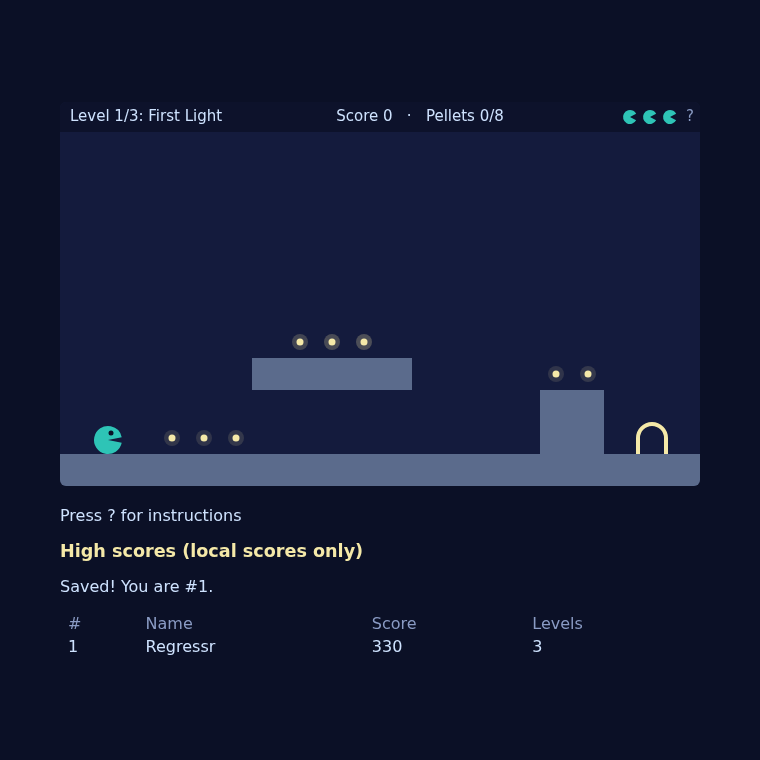 Level 1/3: First Light Score 0 · Pellets 0/8 ?
Press ? for instructions
High scores (local scores only)
Saved! You are #1.
# Name Score Levels
1 Regressr 330 3